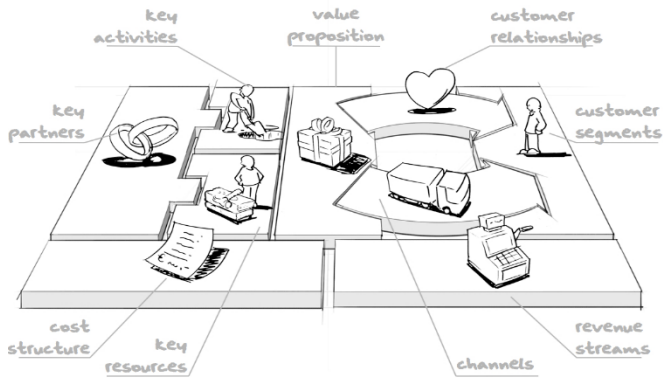 key
activities
value
proposition
customer
relationships
key
partners
customer
segments
cost
structure
key
resources
channels
revenue
streams